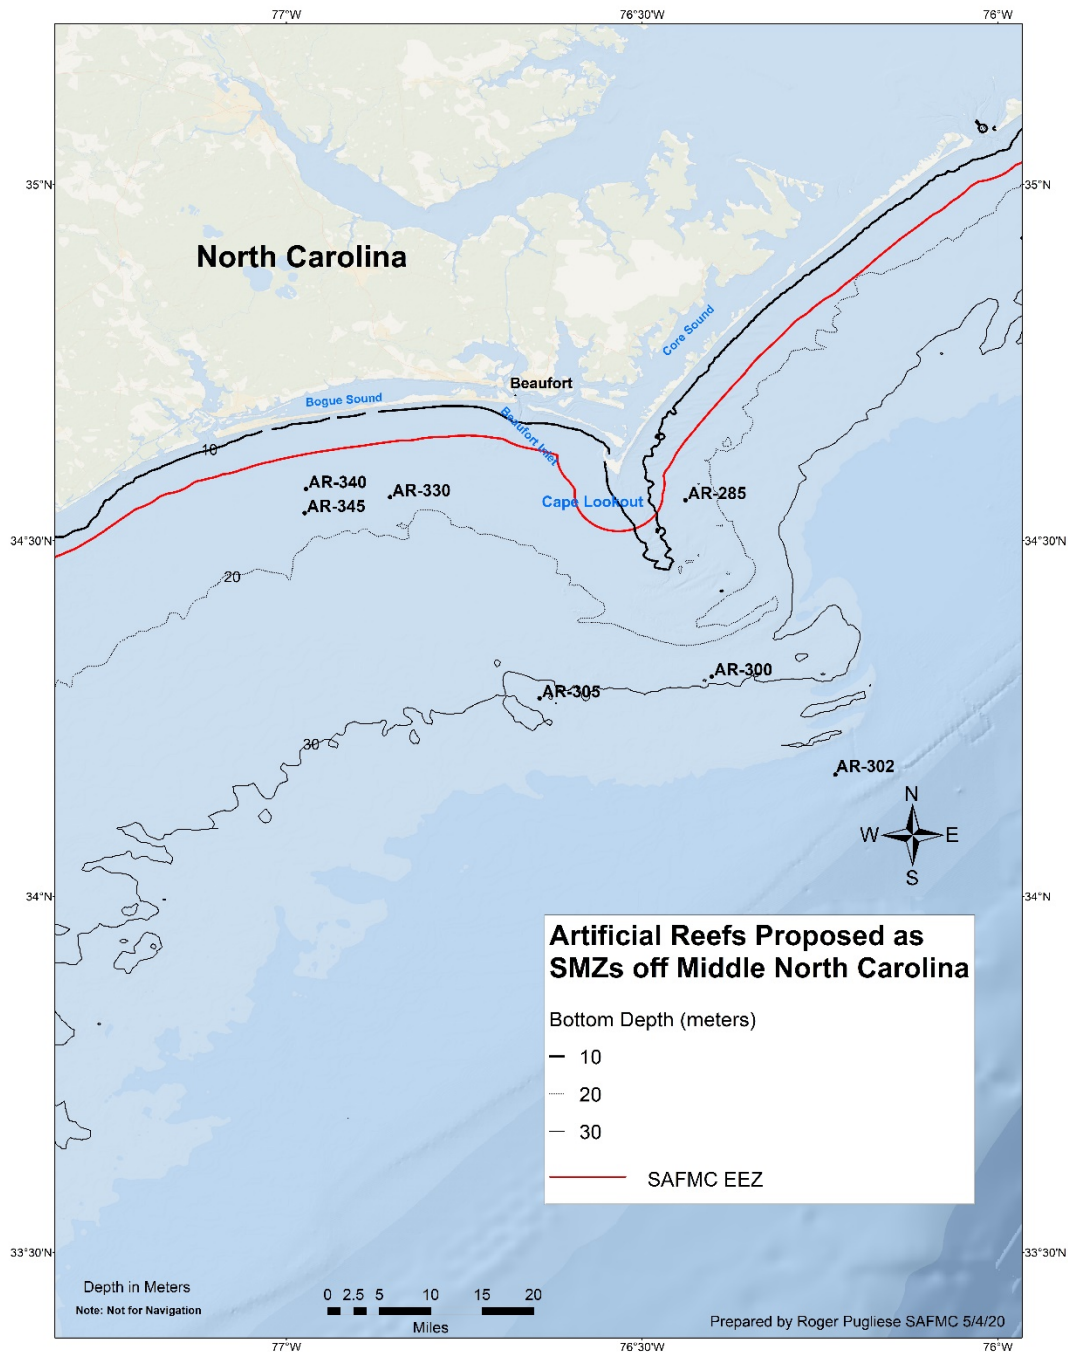 77°W
76°30'W
76°W
35°N
35°N
North Carolina
Core Sound
Beaufort
Bogue Sound
Beaufort Inlet
10
AR-340
AR-330
AR-345
Cape Lookout
AR-285
34°30'N
34°30'N
20
AR-300
AR-305
30
AR-302
N
W
E
S
34°N
34°N
Artificial Reefs Proposed as
SMZs off Middle North Carolina
Bottom Depth (meters)
10
20
30
SAFMC EEZ
33°30'N
33°30'N
Depth in Meters
Note: Not for Navigation
0 2.5 5 10 15 20
Miles
Prepared by Roger Pugliese SAFMC 5/4/20
77°W
76°30'W
76°W